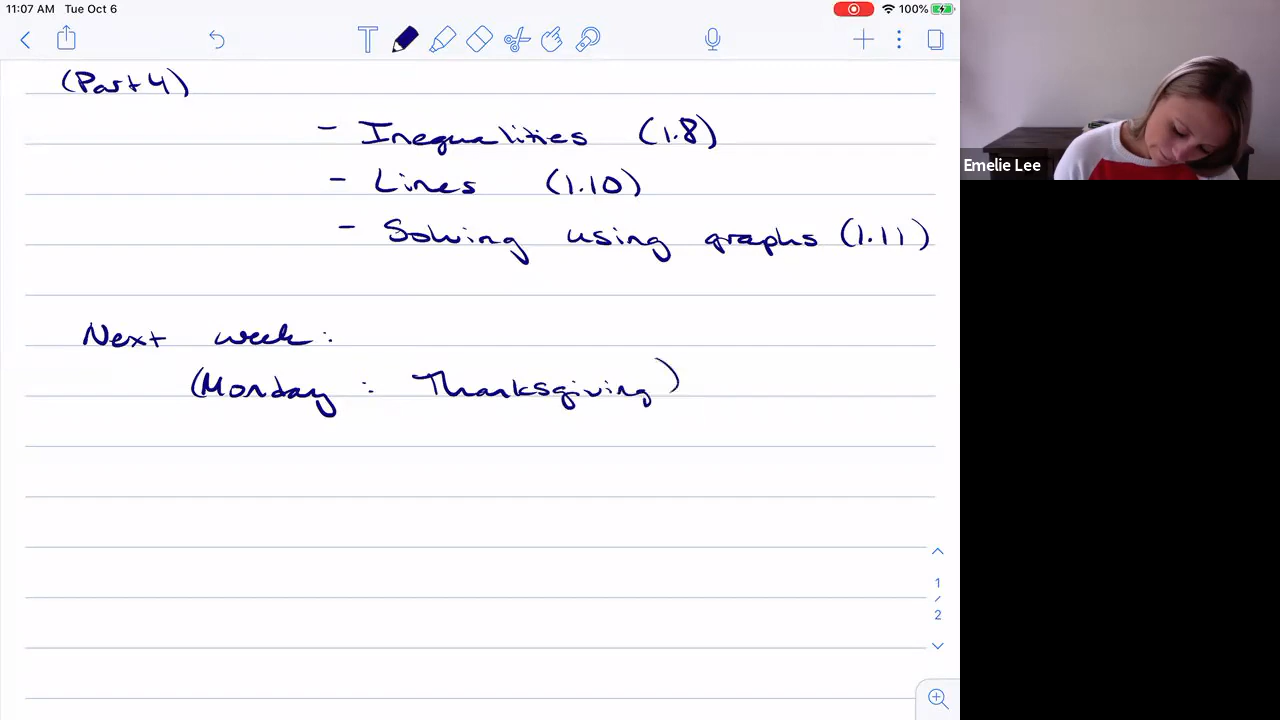 11:07 AM Tue Oct 6
100%
(Part 4)
- Inequalities (1.8)
- Lines (1.10)
- Solving using graphs (1.11)
Next week:
(Monday : Thanksgiving)
Emelie Lee
1
/
2